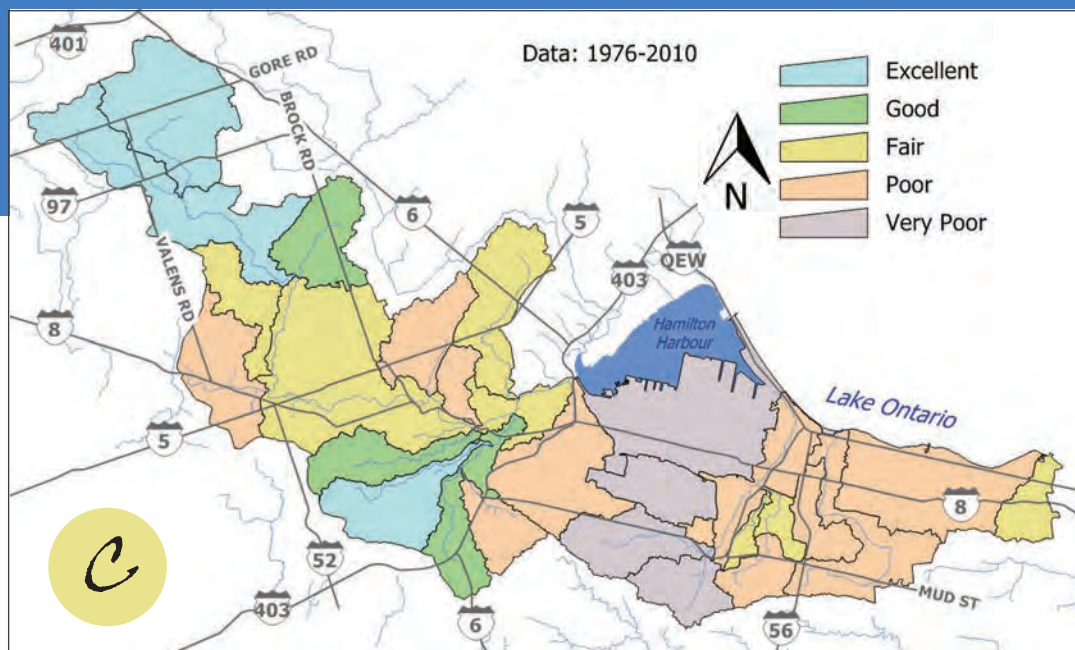 401
GORE RD
Data: 1976-2010
Excellent
Good
Fair
Poor
Very Poor
N
BROCK RD
97
6
5
VALENS RD
QEW
403
8
Hamilton
Harbour
Lake Ontario
5
8
C
52
403
6
56
MUD ST